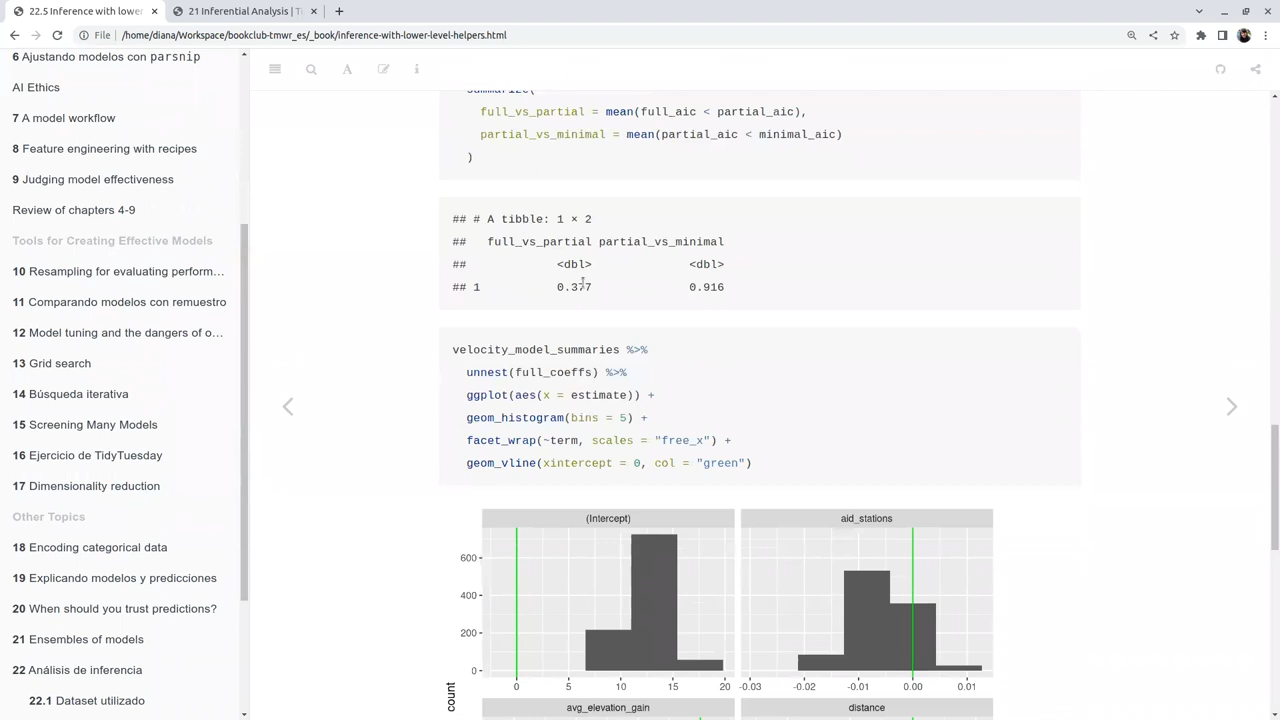 22.5 Inference with lower
21 Inferential Analysis | Ti
File
/home/diana/Workspace/bookclub-tmwr_es/_book/inference-with-lower-level-helpers.html
6 Ajustando modelos con parsnip
AI Ethics
7 A model workflow
8 Feature engineering with recipes
9 Judging model effectiveness
Review of chapters 4-9
Tools for Creating Effective Models
10 Resampling for evaluating perform…
11 Comparando modelos con remuestro
12 Model tuning and the dangers of o…
13 Grid search
14 Búsqueda iterativa
15 Screening Many Models
16 Ejercicio de TidyTuesday
17 Dimensionality reduction
Other Topics
18 Encoding categorical data
19 Explicando modelos y predicciones
20 When should you trust predictions?
21 Ensembles of models
22 Análisis de inferencia
22.1 Dataset utilizado
summarize(
full_vs_partial = mean(full_aic < partial_aic),
partial_vs_minimal = mean(partial_aic < minimal_aic)
)
## # A tibble: 1 × 2
## full_vs_partial partial_vs_minimal
## <dbl> <dbl>
## 1 0.377 0.916
velocity_model_summaries %>%
unnest(full_coeffs) %>%
ggplot(aes(x = estimate)) +
geom_histogram(bins = 5) +
facet_wrap(~term, scales = "free_x") +
geom_vline(xintercept = 0, col = "green")
(Intercept)
aid_stations
600
400
200
0
0 5 10 15 20
-0.03 -0.02 -0.01 0.00 0.01
count
avg_elevation_gain
distance